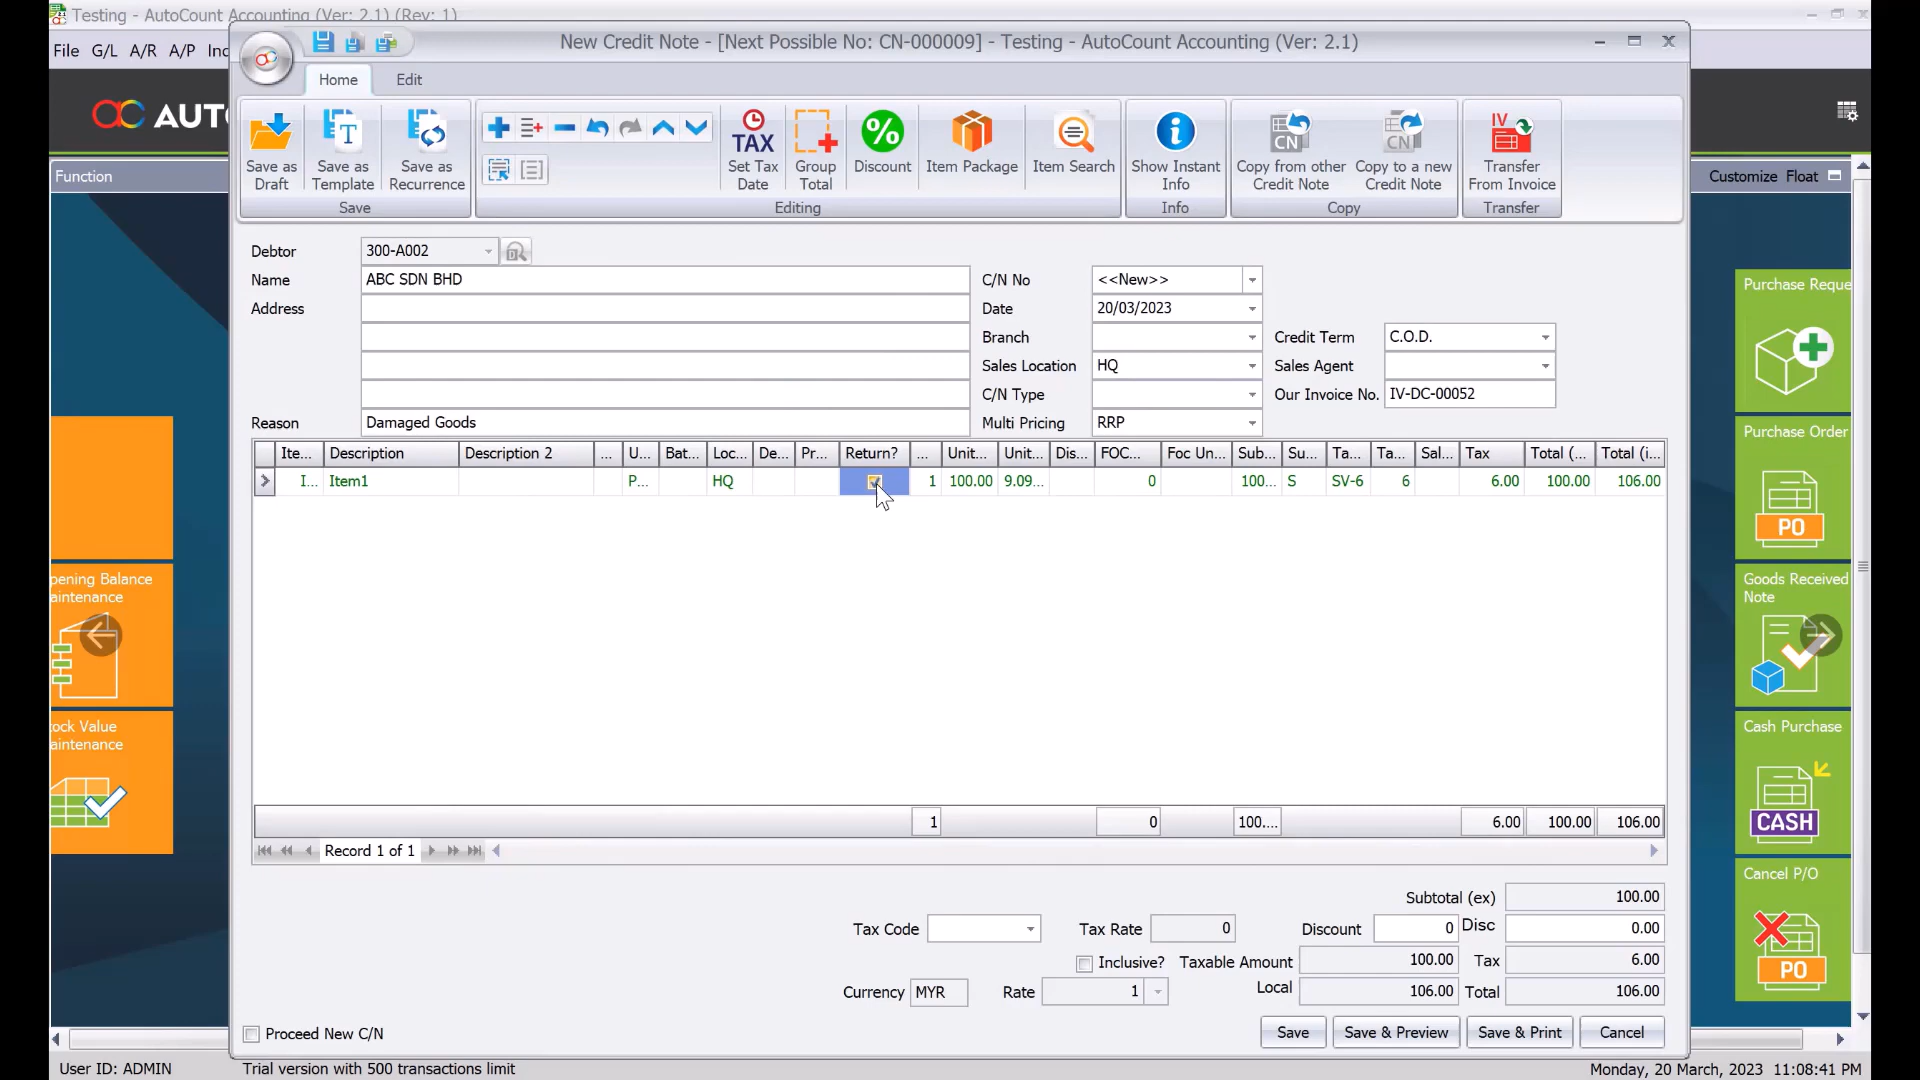 Testing - AutoCount Accounting (Ver: 2.1) (Rev: 1)
New Credit Note - [Next Possible No: CN-000009] - Testing - AutoCount Accounting (Ver: 2.1)
File G/L A/R A/P
Home Edit
Save as Draft
Save as Template
Save as Recurrence
Save
TAX
Set Tax Date
Group Total
Discount
Item Package
Item Search
Editing
Show Instant Info
Info
CN
Copy from other Credit Note
CN
Copy to a new Credit Note
Copy
IV
Transfer From Invoice
Transfer
Function
Customize Float
Debtor 300-A002
Name ABC SDN BHD
Address
Reason Damaged Goods
C/N No <<New>>
Date 20/03/2023
Branch
Sales Location HQ
C/N Type
Multi Pricing RRP
Credit Term C.O.D.
Sales Agent
Our Invoice No. IV-DC-00052
Ite... Description Description 2 ... U... Bat... Loc... De... Pr... Return? ... Unit... Unit... Dis... FOC... Foc Un... Sub... Su... Ta... Ta... Sal... Tax Total (... Total (i...
I... Item1 P... HQ 1 100.00 9.09... 0 100... S SV-6 6 6.00 100.00 106.00
1 0 100.... 6.00 100.00 106.00
Record 1 of 1
Subtotal (ex) 100.00
Tax Code Tax Rate 0 Discount 0 Disc 0.00
Inclusive? Taxable Amount 100.00 Tax 6.00
Currency MYR Rate 1 Local 106.00 Total 106.00
Proceed New C/N
Save Save & Preview Save & Print Cancel
Purchase Order
PO
Goods Received Note
Cash Purchase
CASH
Cancel P/O
PO
User ID: ADMIN Trial version with 500 transactions limit Monday, 20 March, 2023 11:08:41 PM